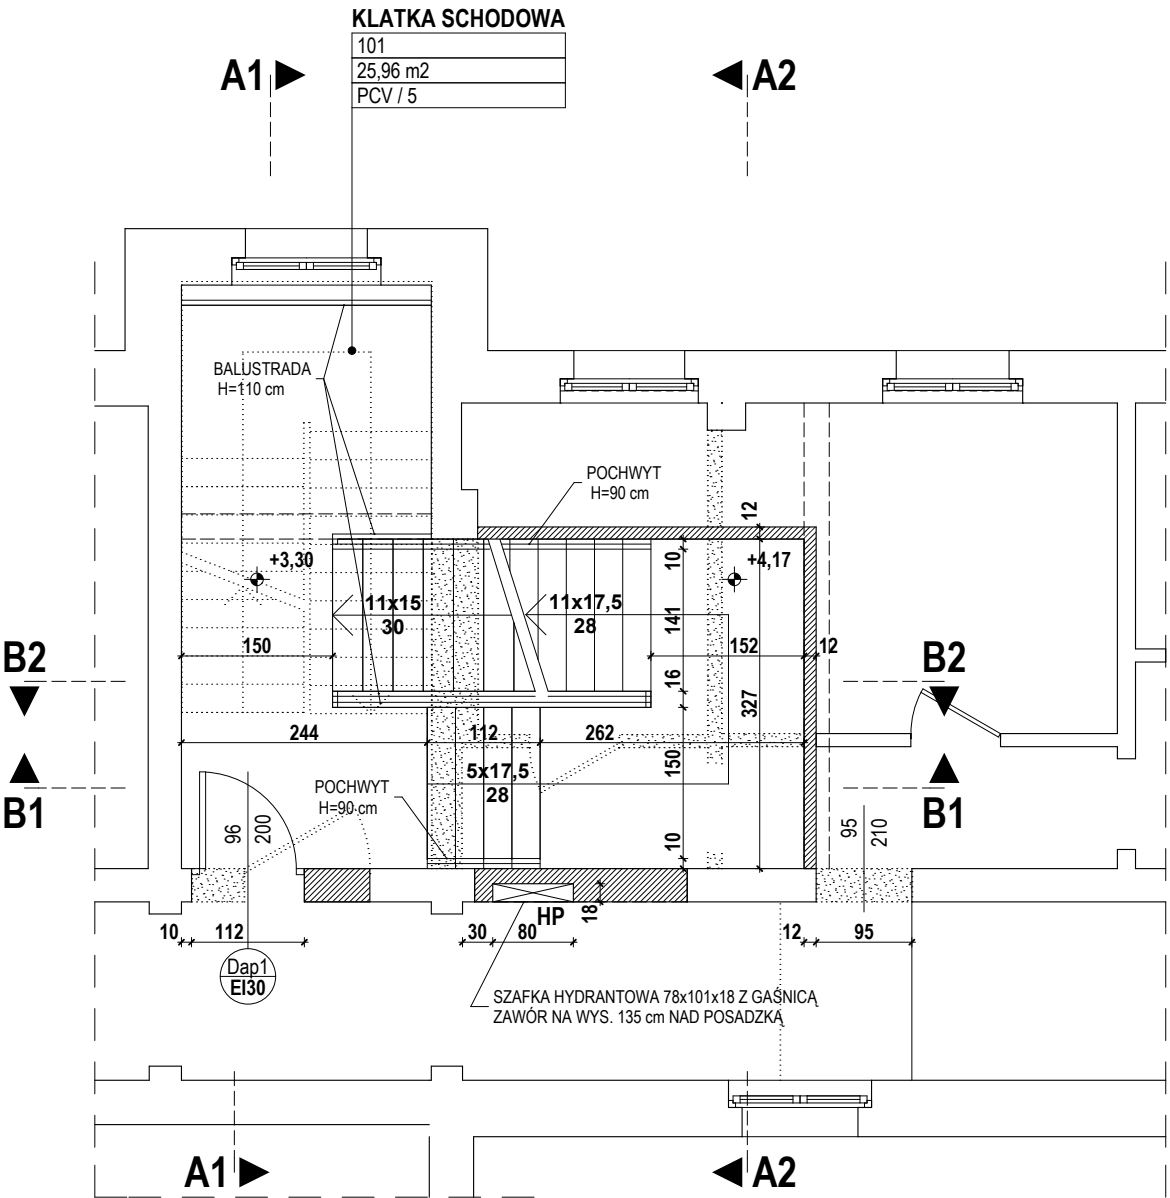 KLATKA SCHODOWA
101
25,96 m2
PCV / 5
A1
A2
BALUSTRADA
H=110 cm
POCHWYT
H=90 cm
12
+3,30
10
+4,17
11x15
30
11x17,5
28
141
150
152
12
B2
B2
16
327
244
112
262
150
5x17,5
28
B1
B1
POCHWYT
H=90 cm
96
200
95
210
10
HP
18
10
112
30
80
12
95
Dap1
EI30
SZAFKA HYDRANTOWA 78x101x18 Z GAŚNICĄ
ZAWÓR NA WYS. 135 cm NAD POSADZKĄ
A1
A2